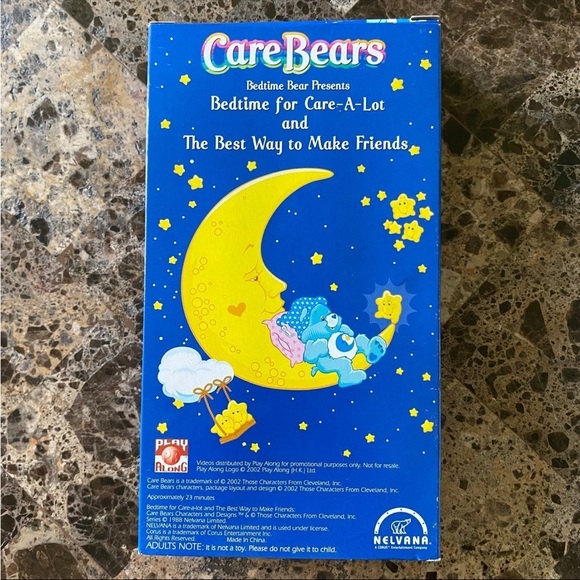 Care Bears
Bedtime Bear Presents
Bedtime for Care-A-Lot
and
The Best Way to Make Friends
PLAY
ALONG
Videos distributed by Play Along for promotional purposes only. Not for resale.
Play Along Logo © 2002 Play Along (H.K.) Ltd.
Care Bears is a trademark of © 2002 Those Characters From Cleveland, Inc.
Care Bears characters, package layout and design © 2002 Those Characters From Cleveland, Inc.
Approximately 23 minutes
Bedtime for Care-a-lot and The Best Way to Make Friends:
Care Bears Characters and Designs ™ & © Those Characters From Cleveland, Inc.
Series © 1988 Nelvana Limited.
NELVANA is a trademark of Nelvana Limited and is used under license.
Corus is a trademark of Corus Entertainment Inc.
All Rights Reserved. Made in China.
ADULTS NOTE: It is not a toy. Please do not give it to child.
NELVANA
A CORUS™ Entertainment Company